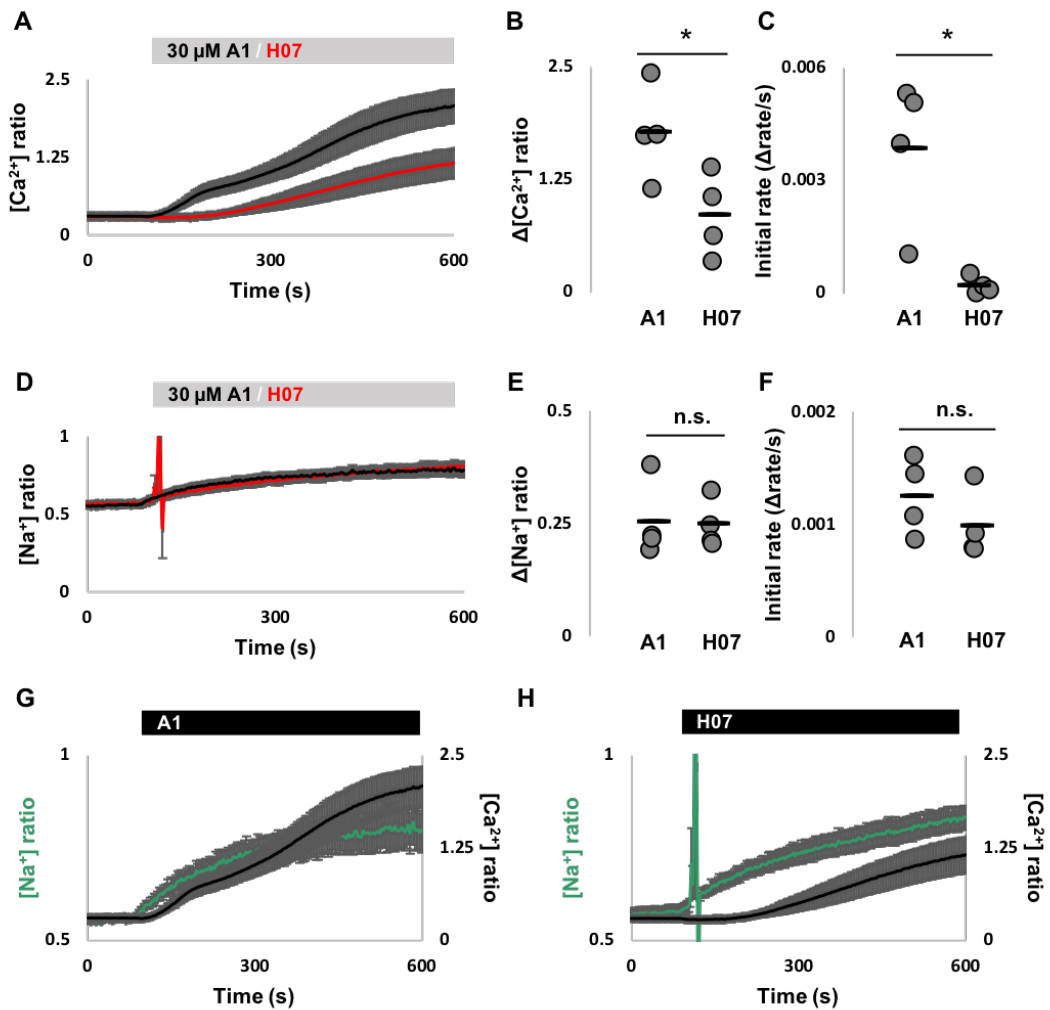 A
30 µM A1 / H07
[Ca²⁺] ratio
2.5
1.25
0
0
300
600
Time (s)
B
*
Δ[Ca²⁺] ratio
2.5
1.25
0
A1
H07
C
*
Initial rate (Δrate/s)
0.006
0.003
0
A1
H07
D
30 µM A1 / H07
[Na⁺] ratio
1
0.5
0
0
300
600
Time (s)
E
n.s.
Δ[Na⁺] ratio
0.5
0.25
0
A1
H07
F
n.s.
Initial rate (Δrate/s)
0.002
0.001
0
A1
H07
G
A1
[Na⁺] ratio
1
0.5
2.5
1.25
0
[Ca²⁺] ratio
0
300
600
Time (s)
H
H07
[Na⁺] ratio
1
0.5
2.5
1.25
0
[Ca²⁺] ratio
0
300
600
Time (s)